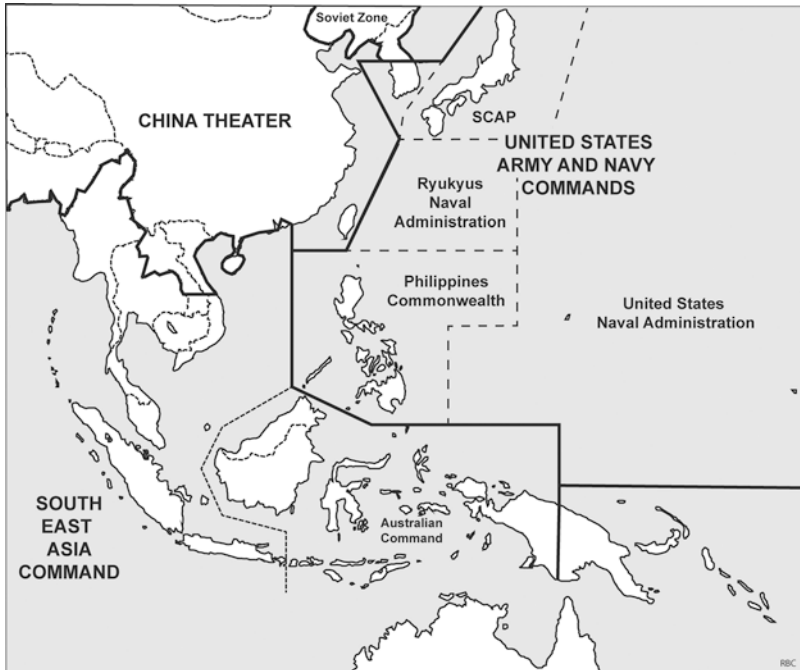 Soviet Zone
CHINA THEATER
SCAP
UNITED STATES
ARMY AND NAVY
COMMANDS
Ryukyus
Naval
Administration
Philippines
Commonwealth
United States
Naval Administration
SOUTH
EAST
ASIA
COMMAND
Australian
Command
RBC